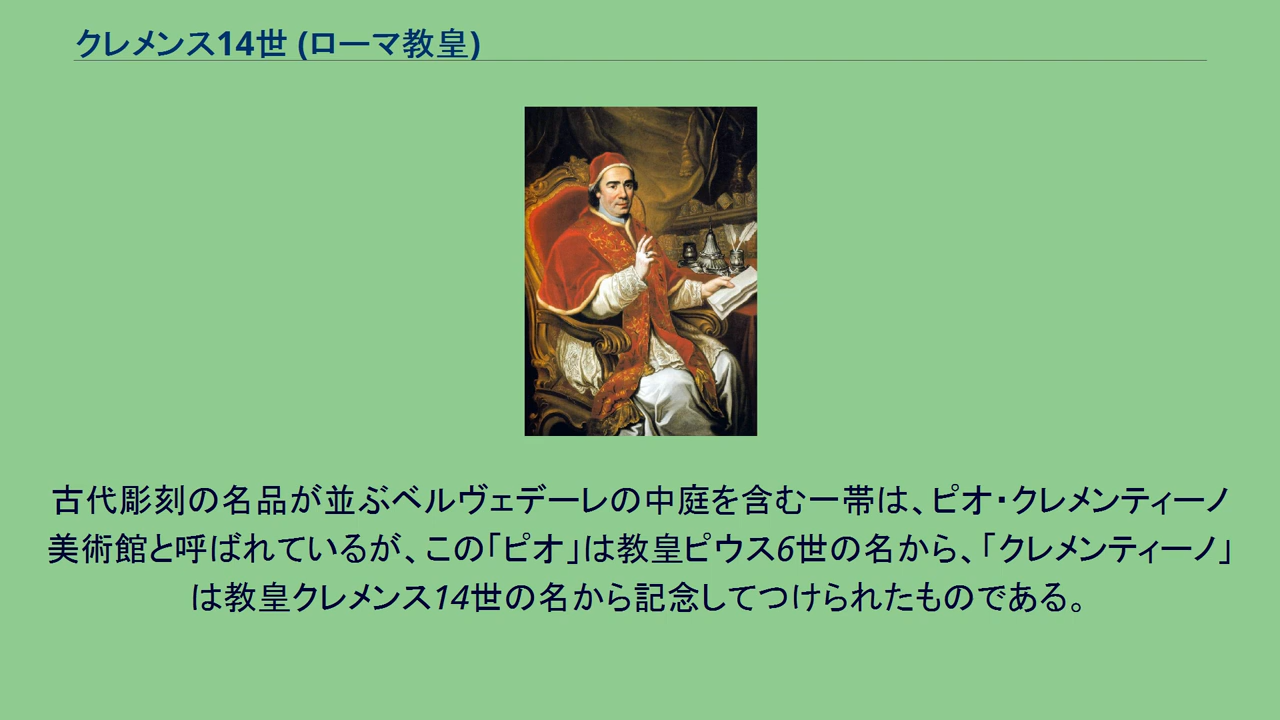 クレメンス14世 (ローマ教皇)
古代彫刻の名品が並ぶベルヴェデーレの中庭を含む一帯は、ピオ・クレメンティーノ
美術館と呼ばれているが、この「ピオ」は教皇ピウス6世の名から、「クレメンティーノ」
は教皇クレメンス14世の名から記念してつけられたものである。